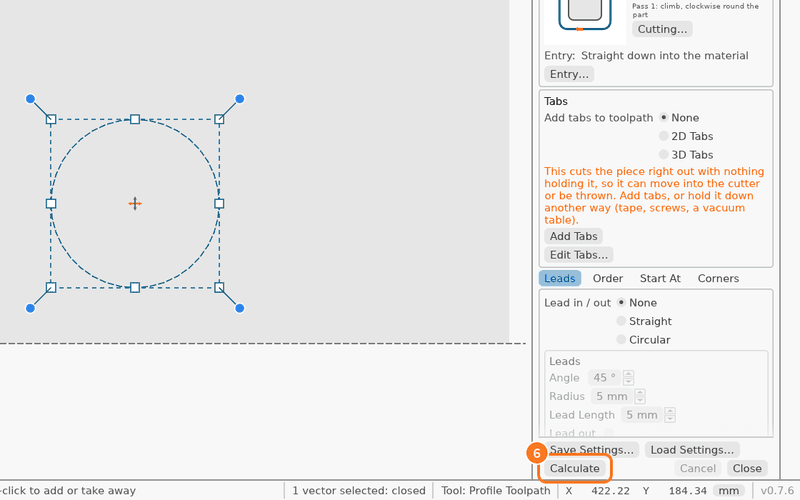 Pass 1: climb, clockwise round the
part
Cutting...
Entry: Straight down into the material
Entry...
Tabs
Add tabs to toolpath None
2D Tabs
3D Tabs
This cuts the piece right out with nothing
holding it, so it can move into the cutter
or be thrown. Add tabs, or hold it down
another way (tape, screws, a vacuum
table).
Add Tabs
Edit Tabs...
Leads Order Start At Corners
Lead in / out None
Straight
Circular
Leads
Angle 45 °
Radius 5 mm
Lead Length 5 mm
Lead out
6
Save Settings... Load Settings...
Calculate Cancel Close
-click to add or take away 1 vector selected: closed Tool: Profile Toolpath X 422.22 Y 184.34 mm v0.7.6